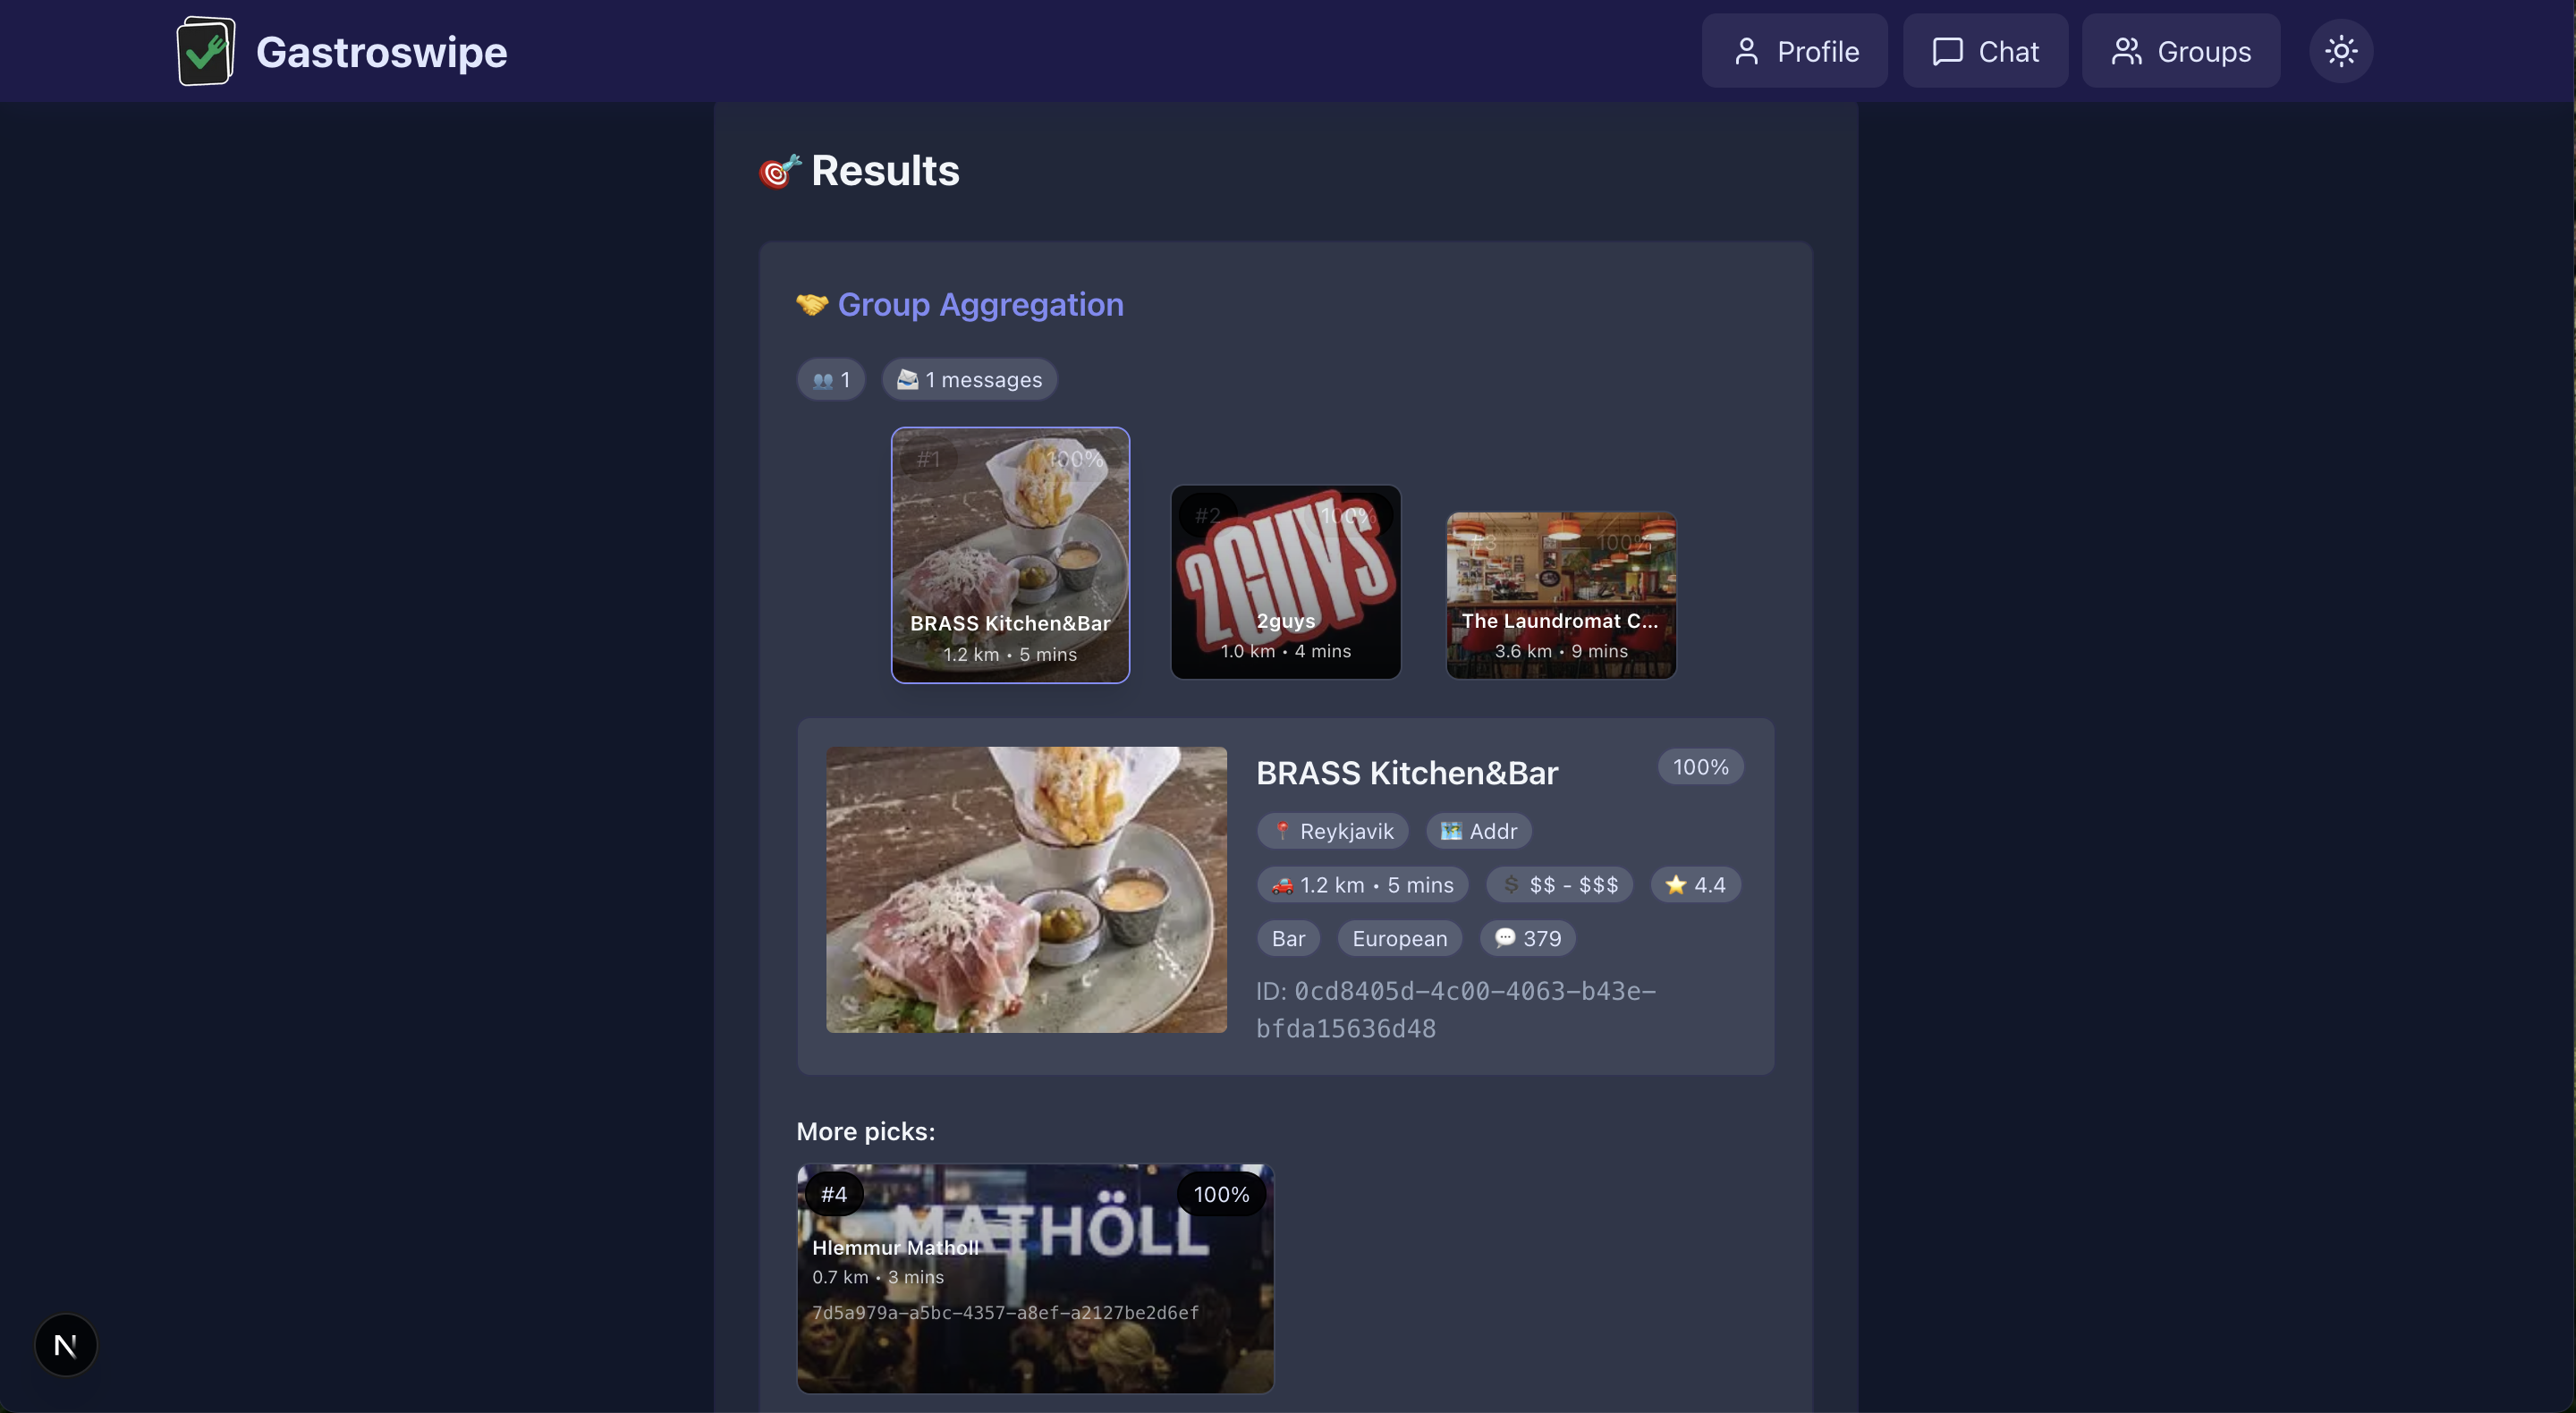 Gastroswipe
Profile
Chat
Groups
Results
Group Aggregation
1
1 messages
#1
100%
BRASS Kitchen&Bar
1.2 km • 5 mins
#2
100%
2GUYS
2guys
1.0 km • 4 mins
#3
100%
The Laundromat C...
3.6 km • 9 mins
BRASS Kitchen&Bar
100%
Reykjavik
Addr
1.2 km • 5 mins
$ $$ - $$$
4.4
Bar
European
379
ID: 0cd8405d-4c00-4063-b43e-
bfda15636d48
More picks:
#4
100%
MATHÖLL
Hlemmur Matholl
0.7 km • 3 mins
7d5a979a-a5bc-4357-a8ef-a2127be2d6ef
N